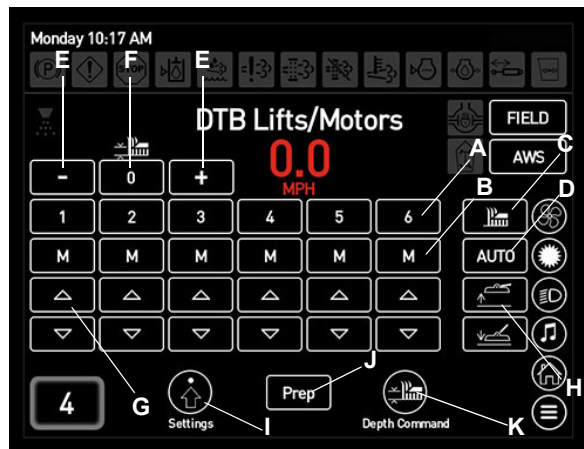 Monday 10:17 AM
E F E
(P) STOP
DTB Lifts/Motors
FIELD
0.0
MPH
A
AWS
C
- 0 +
B
D
1 2 3 4 5 6
M M M M M M AUTO
G
J
H
4
Prep
I
K
Settings
Depth Command